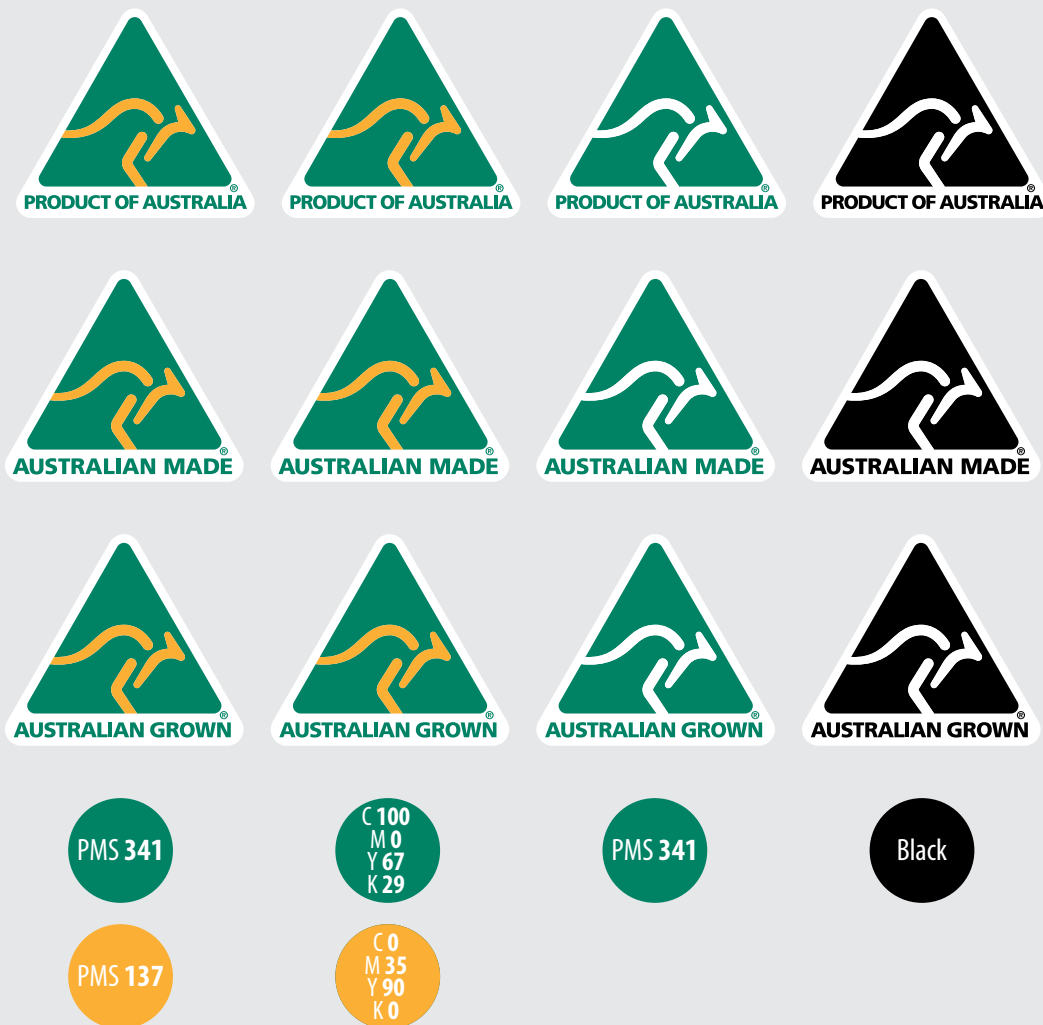 ®
PRODUCT OF AUSTRALIA
®
PRODUCT OF AUSTRALIA
®
PRODUCT OF AUSTRALIA
®
PRODUCT OF AUSTRALIA
®
AUSTRALIAN MADE
®
AUSTRALIAN MADE
®
AUSTRALIAN MADE
®
AUSTRALIAN MADE
®
AUSTRALIAN GROWN
®
AUSTRALIAN GROWN
®
AUSTRALIAN GROWN
®
AUSTRALIAN GROWN
PMS 341
C 100
M 0
Y 67
K 29
PMS 341
Black
PMS 137
C 0
M 35
Y 90
K 0